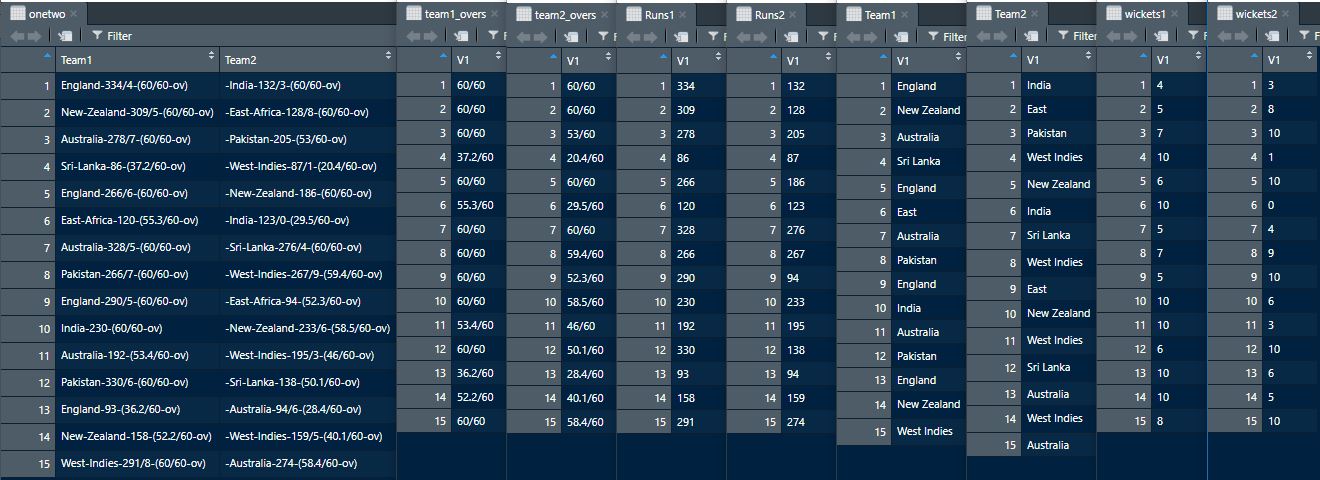 onetwo × team1_overs × team2_overs × Runs1 × Runs2 × Team1 × Team2 × wickets1 × wickets2 ×
Filter F F F Filter Filter F F
Team1 Team2 V1 V1 V1 V1 V1 V1 V1 V1
1 England-334/4-(60/60-ov) -India-132/3-(60/60-ov) 1 60/60 1 60/60 1 334 1 132 1 England 1 India 1 4 1 3
2 New-Zealand-309/5-(60/60-ov) -East-Africa-128/8-(60/60-ov) 2 60/60 2 60/60 2 309 2 128 2 New Zealand 2 East 2 5 2 8
3 Australia-278/7-(60/60-ov) -Pakistan-205-(53/60-ov) 3 60/60 3 53/60 3 278 3 205 3 Australia 3 Pakistan 3 7 3 10
4 Sri-Lanka-86-(37.2/60-ov) -West-Indies-87/1-(20.4/60-ov) 4 37.2/60 4 20.4/60 4 86 4 87 4 Sri Lanka 4 West Indies 4 10 4 1
5 England-266/6-(60/60-ov) -New-Zealand-186-(60/60-ov) 5 60/60 5 60/60 5 266 5 186 5 England 5 New Zealand 5 6 5 10
6 East-Africa-120-(55.3/60-ov) -India-123/0-(29.5/60-ov) 6 55.3/60 6 29.5/60 6 120 6 123 6 East 6 India 6 10 6 0
7 Australia-328/5-(60/60-ov) -Sri-Lanka-276/4-(60/60-ov) 7 60/60 7 60/60 7 328 7 276 7 Australia 7 Sri Lanka 7 5 7 4
8 Pakistan-266/7-(60/60-ov) -West-Indies-267/9-(59.4/60-ov) 8 60/60 8 59.4/60 8 266 8 267 8 Pakistan 8 West Indies 8 7 8 9
9 England-290/5-(60/60-ov) -East-Africa-94-(52.3/60-ov) 9 60/60 9 52.3/60 9 290 9 94 9 England 9 East 9 5 9 10
10 India-230-(60/60-ov) -New-Zealand-233/6-(58.5/60-ov) 10 60/60 10 58.5/60 10 230 10 233 10 India 10 New Zealand 10 10 10 6
11 Australia-192-(53.4/60-ov) -West-Indies-195/3-(46/60-ov) 11 53.4/60 11 46/60 11 192 11 195 11 Australia 11 West Indies 11 10 11 3
12 Pakistan-330/6-(60/60-ov) -Sri-Lanka-138-(50.1/60-ov) 12 60/60 12 50.1/60 12 330 12 138 12 Pakistan 12 Sri Lanka 12 6 12 10
13 England-93-(36.2/60-ov) -Australia-94/6-(28.4/60-ov) 13 36.2/60 13 28.4/60 13 93 13 94 13 England 13 Australia 13 10 13 6
14 New-Zealand-158-(52.2/60-ov) -West-Indies-159/5-(40.1/60-ov) 14 52.2/60 14 40.1/60 14 158 14 159 14 New Zealand 14 West Indies 14 10 14 5
15 West-Indies-291/8-(60/60-ov) -Australia-274-(58.4/60-ov) 15 60/60 15 58.4/60 15 291 15 274 15 West Indies 15 Australia 15 8 15 10